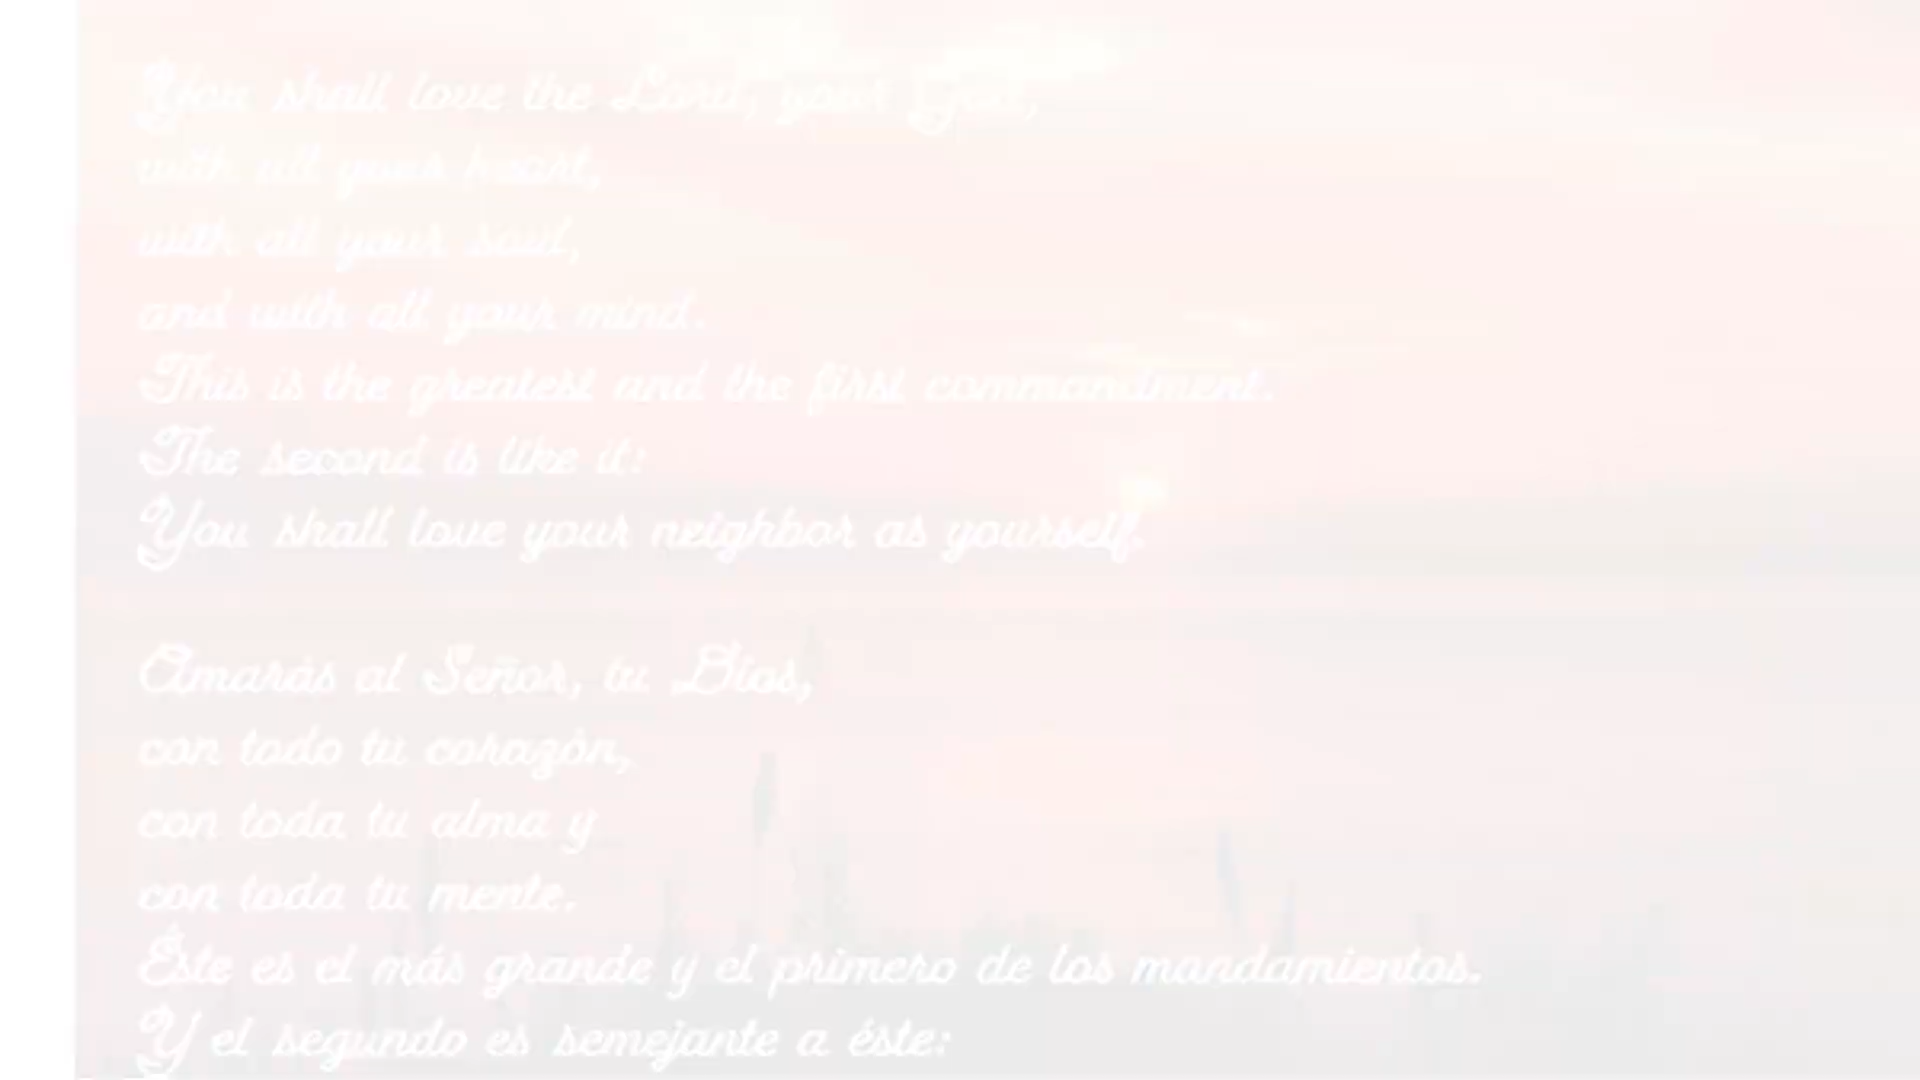 You shall love the Lord, your God,
with all your heart,
with all your soul,
and with all your mind.
This is the greatest and the first commandment.
The second is like it:
You shall love your neighbor as yourself.
Amarás al Señor, tu Dios,
con todo tu corazón,
con toda tu alma y
con toda tu mente.
Éste es el más grande y el primero de los mandamientos.
Y el segundo es semejante a éste: